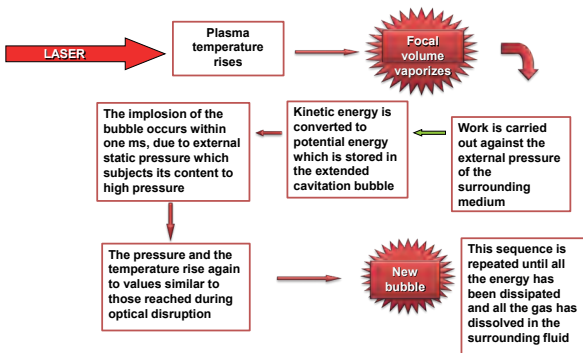 LASER
Plasma
temperature
rises
Focal
volume
vaporizes
Work is carried
out against the
external pressure
of the
surrounding
medium
Kinetic energy is
converted to
potential energy
which is stored in
the extended
cavitation bubble
The implosion of the
bubble occurs within
one ms, due to external
static pressure which
subjects its content to
high pressure
The pressure and the
temperature rise again
to values similar to
those reached during
optical disruption
New
bubble
This sequence is
repeated until all
the energy has
been dissipated
and all the gas has
dissolved in the
surrounding fluid